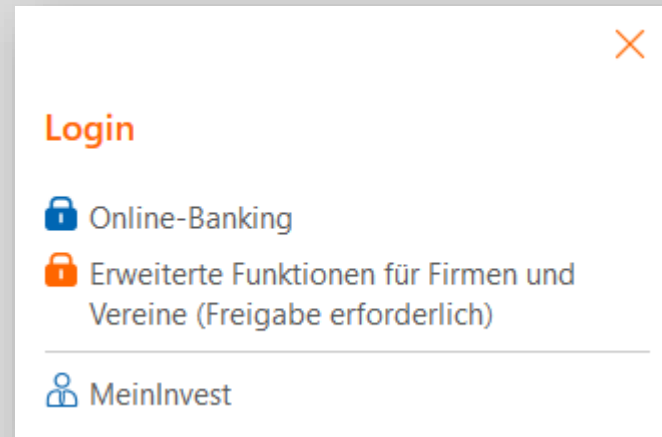 Login
Online-Banking
Erweiterte Funktionen für Firmen und
Vereine (Freigabe erforderlich)
MeinInvest